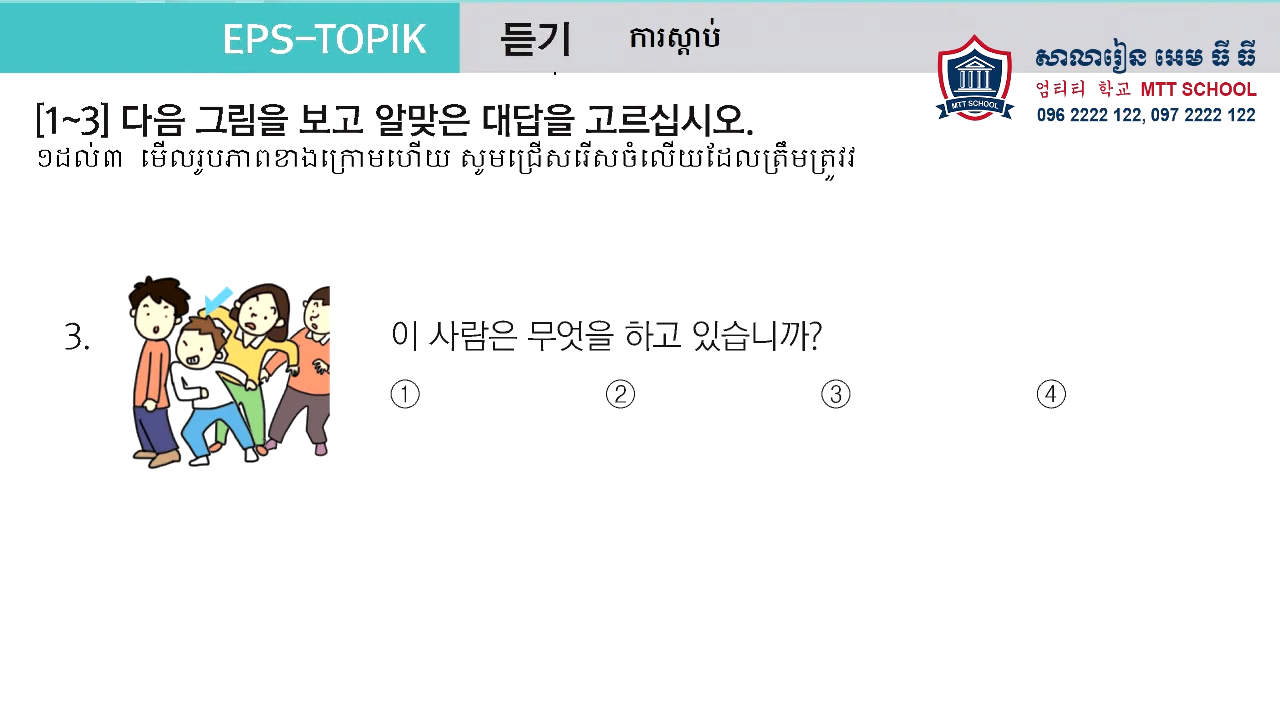 EPS-TOPIK 듣기 ការស្តាប់
សាលារៀន អេម ធី ធី
엄티티 학교 MTT SCHOOL
096 2222 122, 097 2222 122
MTT SCHOOL
[1~3] 다음 그림을 보고 알맞은 대답을 고르십시오.
១ដល់៣ មើលរូបភាពខាងក្រោមហើយ សូមជ្រើសរើសចំលើយដែលត្រឹមត្រូវវ
3. 이 사람은 무엇을 하고 있습니까?
① ② ③ ④